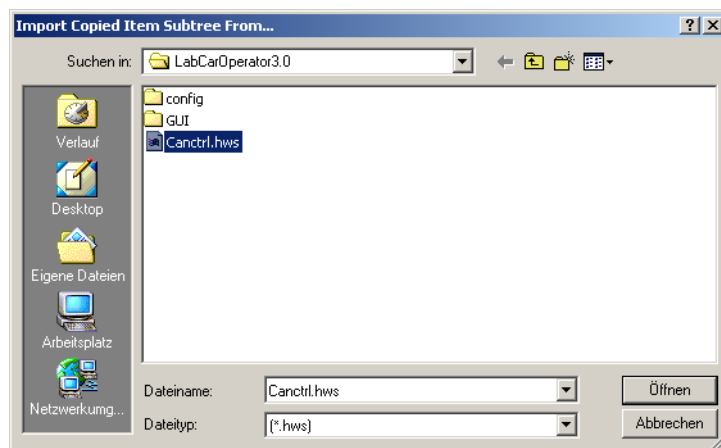 Import Copied Item Subtree From...
Suchen in:
LabCarOperator3.0
config
GUI
Canctrl.hws
Verlauf
Desktop
Eigene Dateien
Arbeitsplatz
Netzwerkumg...
Dateiname:
Canctrl.hws
Öffnen
Dateityp:
(*.hws)
Abbrechen